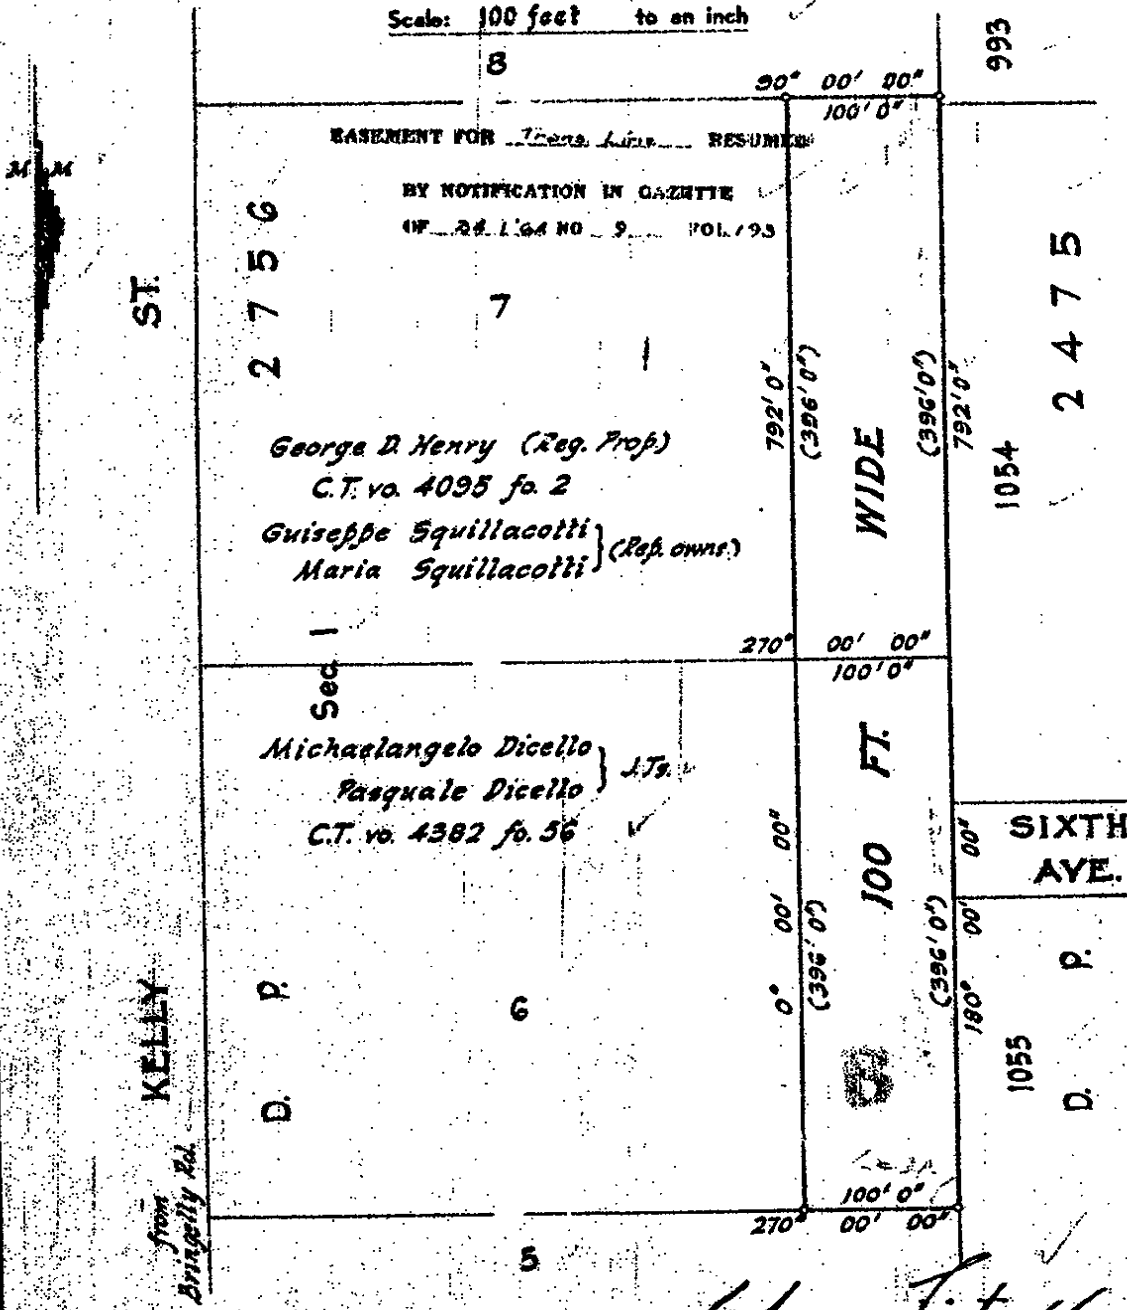 Scale: 100 feet to an inch
8
993
90° 00' 00"
100' 0"
EASEMENT FOR Trans. Line RESUMED
BY NOTIFICATION IN GAZETTE
OF NO 9 VOL 193
M M
ST.
2 7 5 6
7
2 4 7 5
792' 0"
(396' 0")
WIDE
(396' 0")
792' 0"
1054
George D. Henry (Reg. Prop.)
C.T. vo. 4095 fo. 2
Guiseppe Squillacotti
Maria Squillacotti } (Rep. owns.)
Sec. 1
270° 00' 00"
100' 0"
Michaelangelo Dicello
Pasquale Dicello } J.Ts.
C.T. vo. 4382 fo. 56
100 FT.
SIXTH
AVE.
0° 00' 00"
(396' 0")
(396' 0")
180° 00' 00"
KELLY
D. P.
6
1055
D. P.
from
Bringelly Rd.
100' 0"
270° 00' 00"
5